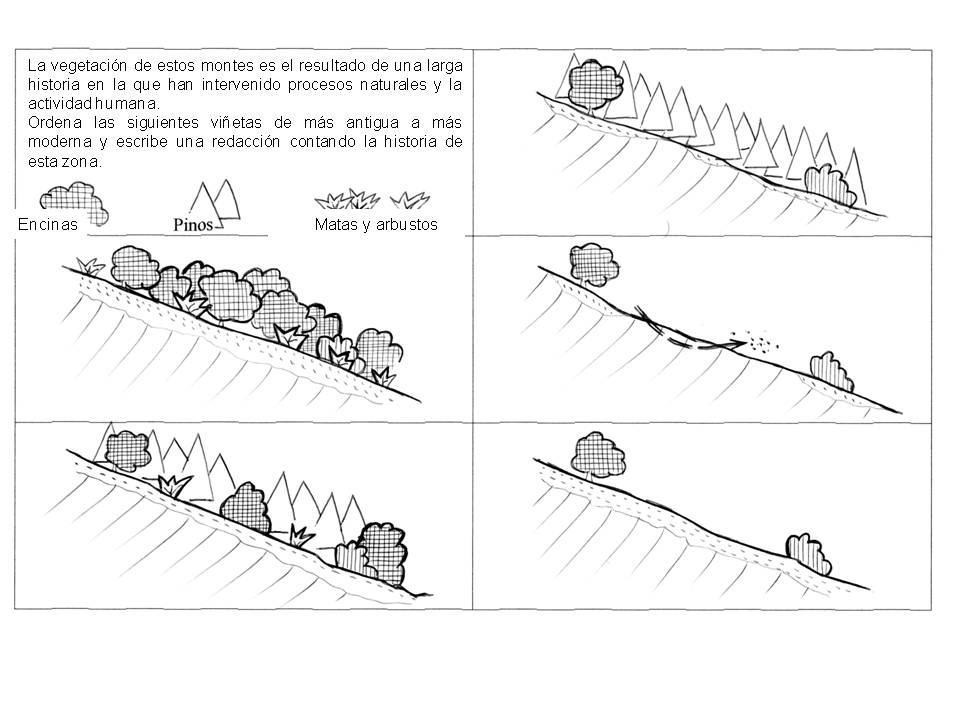 La vegetación de estos montes es el resultado de una larga
historia en la que han intervenido procesos naturales y la
actividad humana.
Ordena las siguientes viñetas de más antigua a más
moderna y escribe una redacción contando la historia de
esta zona.
Encinas
Pinos
Matas y arbustos